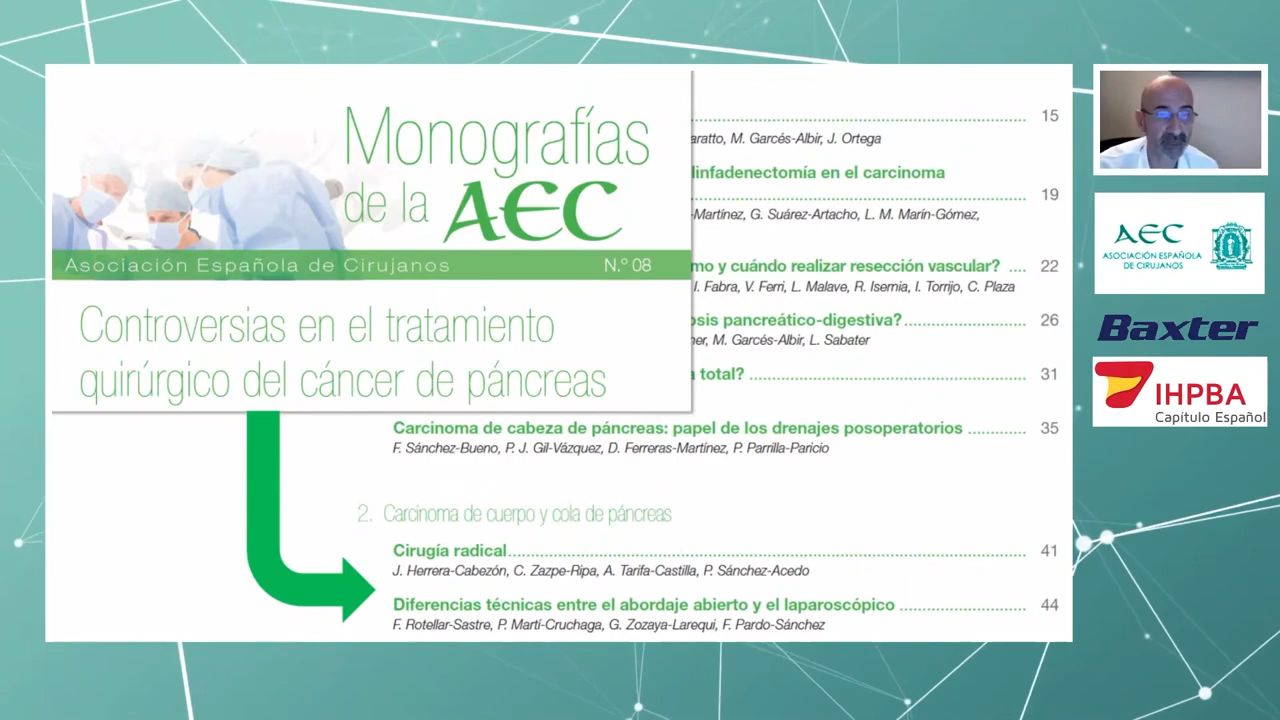 Monografías
de la AEC
Asociación Española de Cirujanos N.º 08
Controversias en el tratamiento
quirúrgico del cáncer de páncreas
15
M. Garcés-Albir, J. Ortega
linfadenectomía en el carcinoma
19
-Martínez, G. Suárez-Artacho, L. M. Marín-Gómez,
mo y cuándo realizar resección vascular? .... 22
I. Fabra, V. Ferri, L. Malave, R. Isernia, I. Torrijo, C. Plaza
osis pancreático-digestiva? 26
M. Garcés-Albir, L. Sabater
total? 31
Carcinoma de cabeza de páncreas: papel de los drenajes posoperatorios ............ 35
F. Sánchez-Bueno, P. J. Gil-Vázquez, D. Ferreras-Martínez, P. Parrilla-Paricio
2. Carcinoma de cuerpo y cola de páncreas
Cirugía radical 41
J. Herrera-Cabezón, C. Zazpe-Ripa, A. Tarifa-Castilla, P. Sánchez-Acedo
Diferencias técnicas entre el abordaje abierto y el laparoscópico 44
F. Rotellar-Sastre, P. Martí-Cruchaga, G. Zozaya-Larequi, F. Pardo-Sánchez
AEC
ASOCIACIÓN ESPAÑOLA
DE CIRUJANOS
Baxter
IHPBA
Capítulo Español